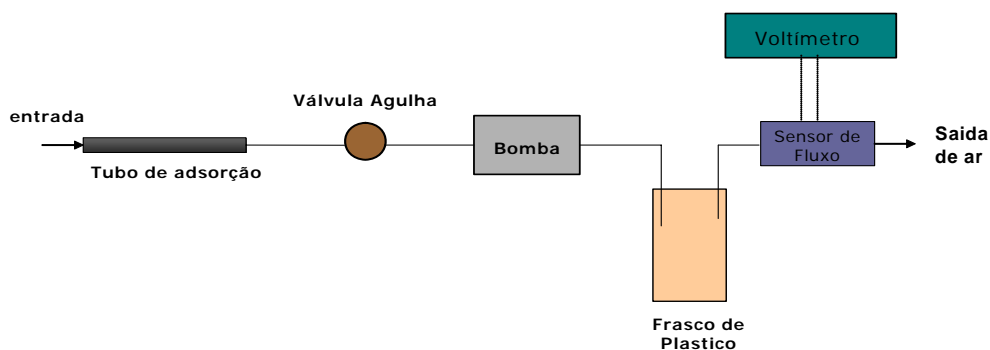 entrada
Tubo de adsorção
Válvula Agulha
Bomba
Frasco de
Plastico
Voltímetro
Sensor de
Fluxo
Saida
de ar